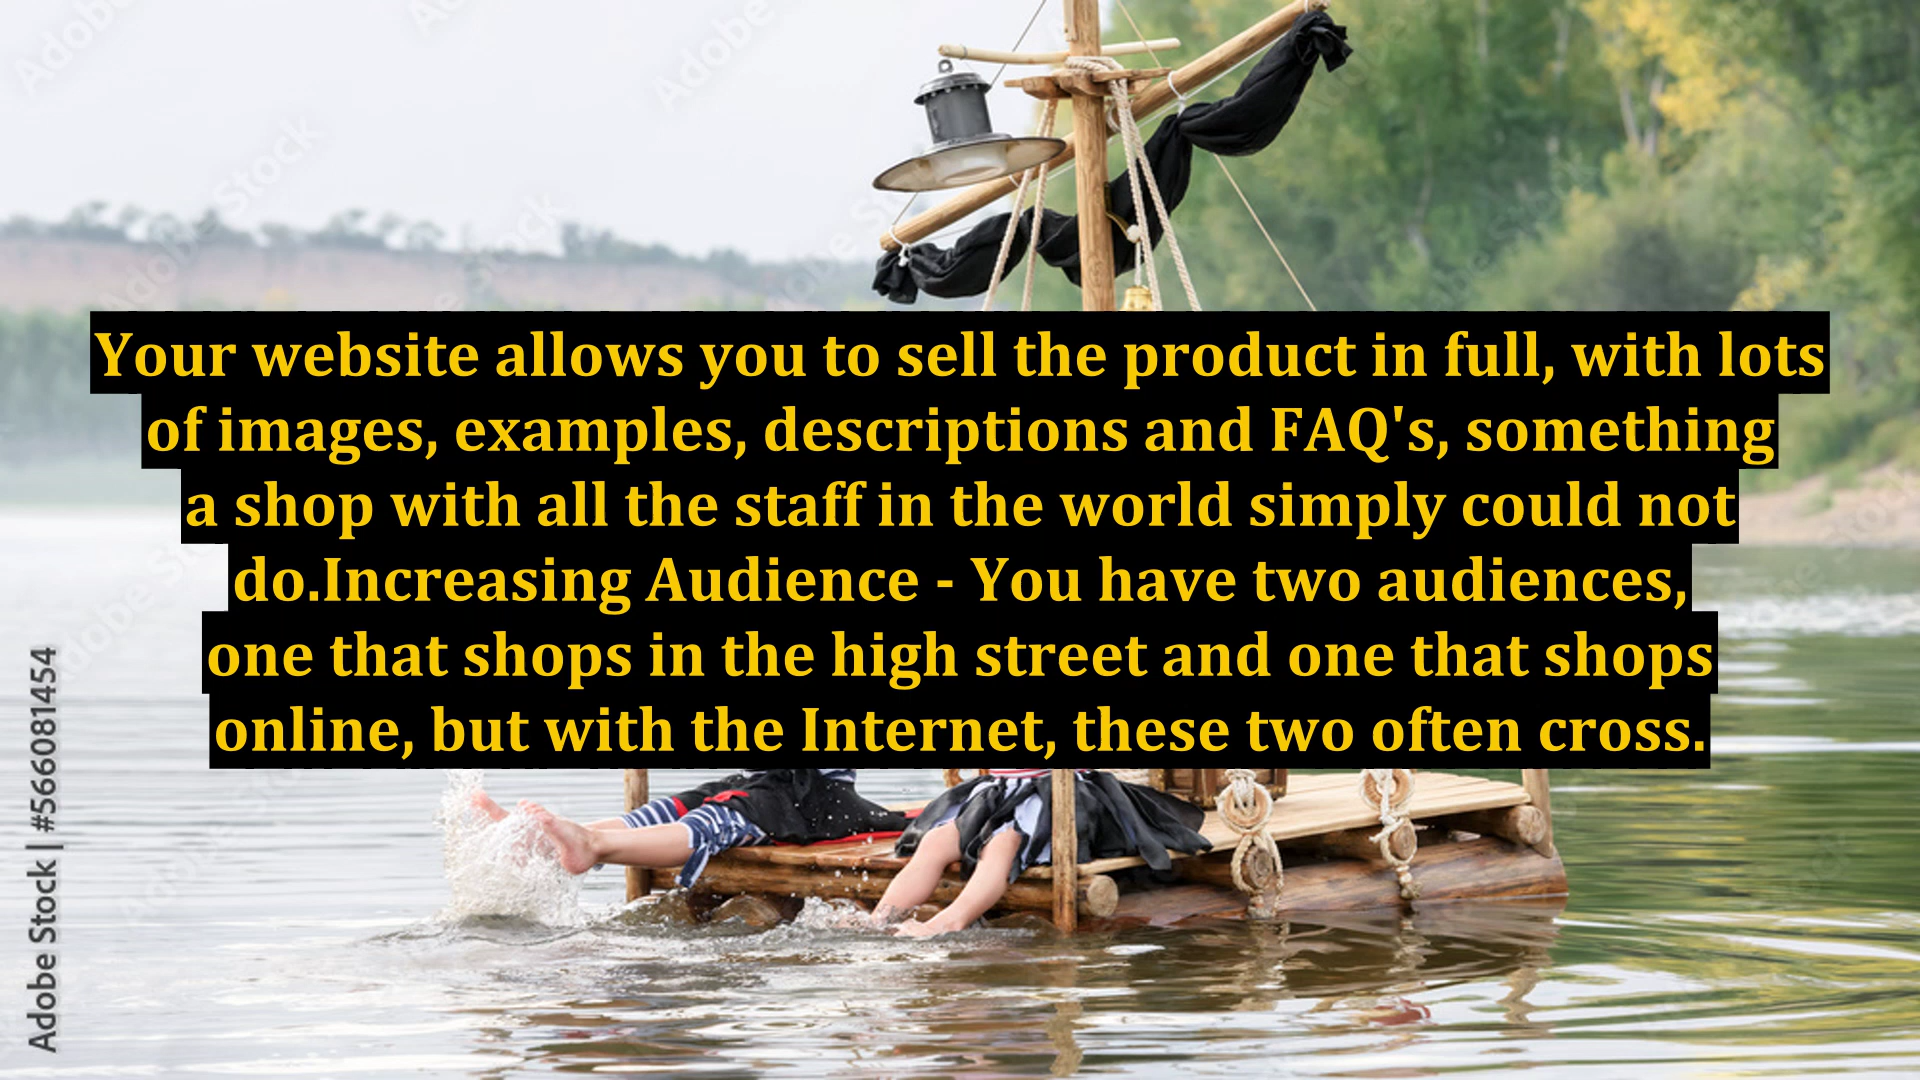 Your website allows you to sell the product in full, with lots
of images, examples, descriptions and FAQ's, something
a shop with all the staff in the world simply could not
do.Increasing Audience - You have two audiences,
one that shops in the high street and one that shops
online, but with the Internet, these two often cross.
Adobe Stock | #566081454